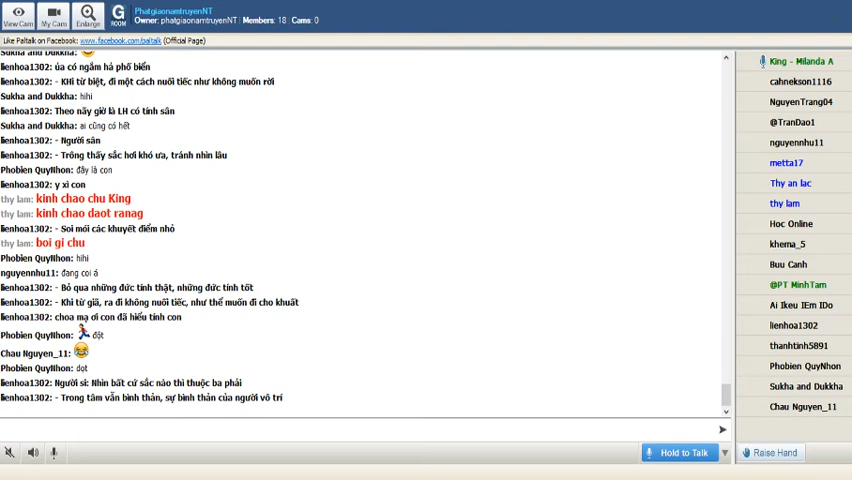 View Cam
My Cam
Enlarge
G
ROOM
PhatgiaonamtruyenNT
Owner: phatgiaonamtruyenNT | Members: 18 | Cams: 0
Like Paltalk on Facebook: www.facebook.com/paltalk (Official Page)
Sukha and Dukkha:
lienhoa1302: ủa có ngắm hả phố biển
lienhoa1302: - KHi từ biệt, đi một cách nuối tiếc như không muốn rời
Sukha and Dukkha: hihi
lienhoa1302: Theo nãy giờ là LH có tính sân
Sukha and Dukkha: ai cũng có hết
lienhoa1302: - Người sân
lienhoa1302: - Trông thấy sắc hơi khó ưa, tránh nhìn lâu
Phobien QuyNhon: đây là con
lienhoa1302: y xì con
thy lam: kinh chao chu King
thy lam: kinh chao daot ranag
lienhoa1302: - Soi mói các khuyết điểm nhỏ
thy lam: boi gi chu
Phobien QuyNhon: hihi
nguyennhu11: đang coi á
lienhoa1302: - Bỏ qua những đức tính thật, những đức tính tốt
lienhoa1302: - Khi từ giã, ra đi không nuối tiếc, như thể muốn đi cho khuất
lienhoa1302: choa mạ ơi con đã hiểu tính con
Phobien QuyNhon: dột
Chau Nguyen_11:
Phobien QuyNhon: dọt
lienhoa1302: Người si: Nhìn bất cứ sắc nào thì thuộc ba phải
lienhoa1302: - Trong tâm vẫn bình thản, sự bình thản của người vô trí
King - Milanda A
cahnekson1116
NguyenTrang04
@TranDao1
nguyennhu11
metta17
Thy an lac
thy lam
Hoc Online
khema_5
Buu Canh
@PT MinhTam
Ai Ikeu IEm IDo
lienhoa1302
thanhtinh5891
Phobien QuyNhon
Sukha and Dukkha
Chau Nguyen_11
Hold to Talk
Raise Hand